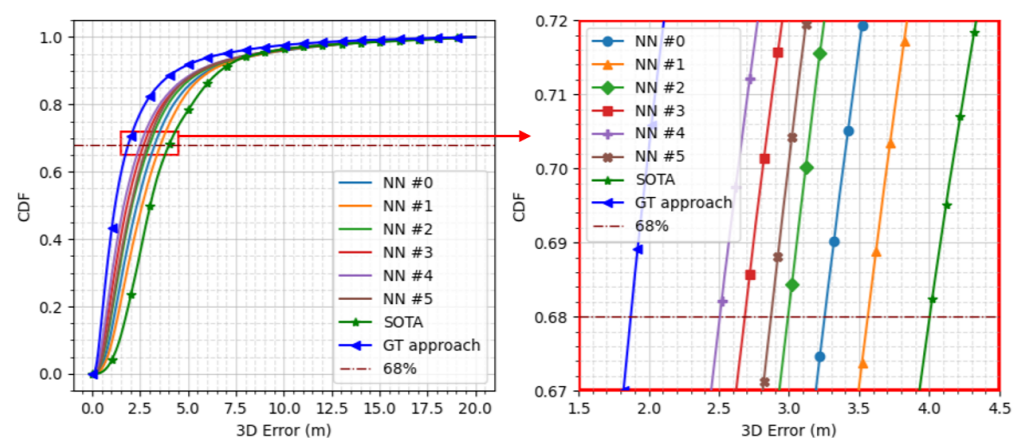 1.0
0.8
0.6
0.4
0.2
0.0
CDF
NN #0
NN #1
NN #2
NN #3
NN #4
NN #5
SOTA
GT approach
68%
0.0 2.5 5.0 7.5 10.0 12.5 15.0 17.5 20.0
3D Error (m)
0.72
0.71
0.70
0.69
0.68
0.67
CDF
NN #0
NN #1
NN #2
NN #3
NN #4
NN #5
SOTA
GT approach
68%
1.5 2.0 2.5 3.0 3.5 4.0 4.5
3D Error (m)